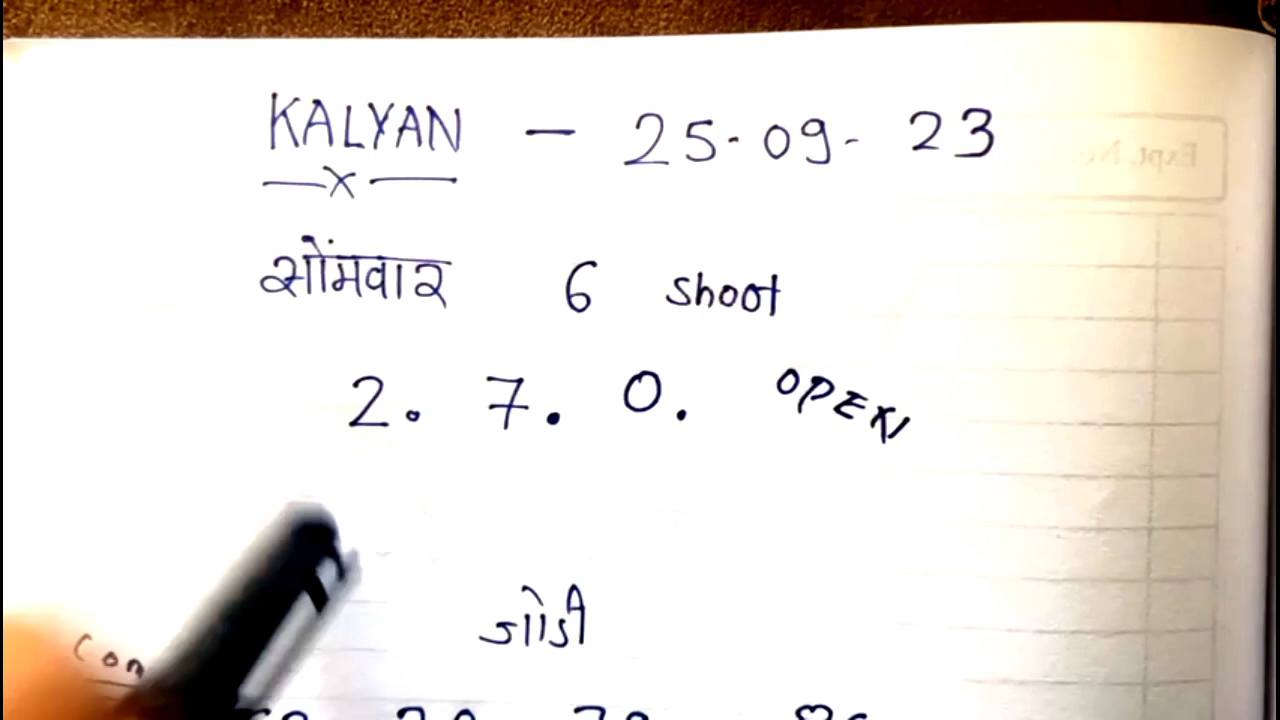 KALYAN — 25.09.23
—x—
सोंमवार 6 shoot
2. 7. 0. OPEN
जोडी